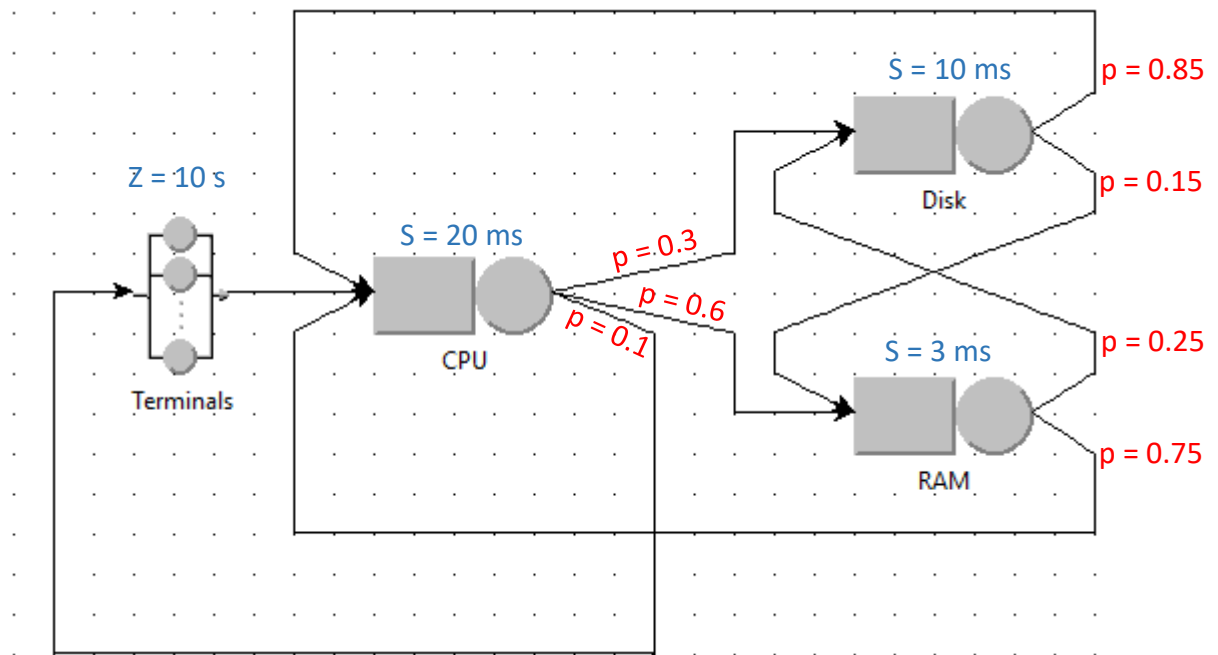 S = 10 ms
p = 0.85
Z = 10 s
p = 0.15
Disk
S = 20 ms
p = 0.3
p = 0.6
p = 0.1
CPU
S = 3 ms
p = 0.25
Terminals
p = 0.75
RAM